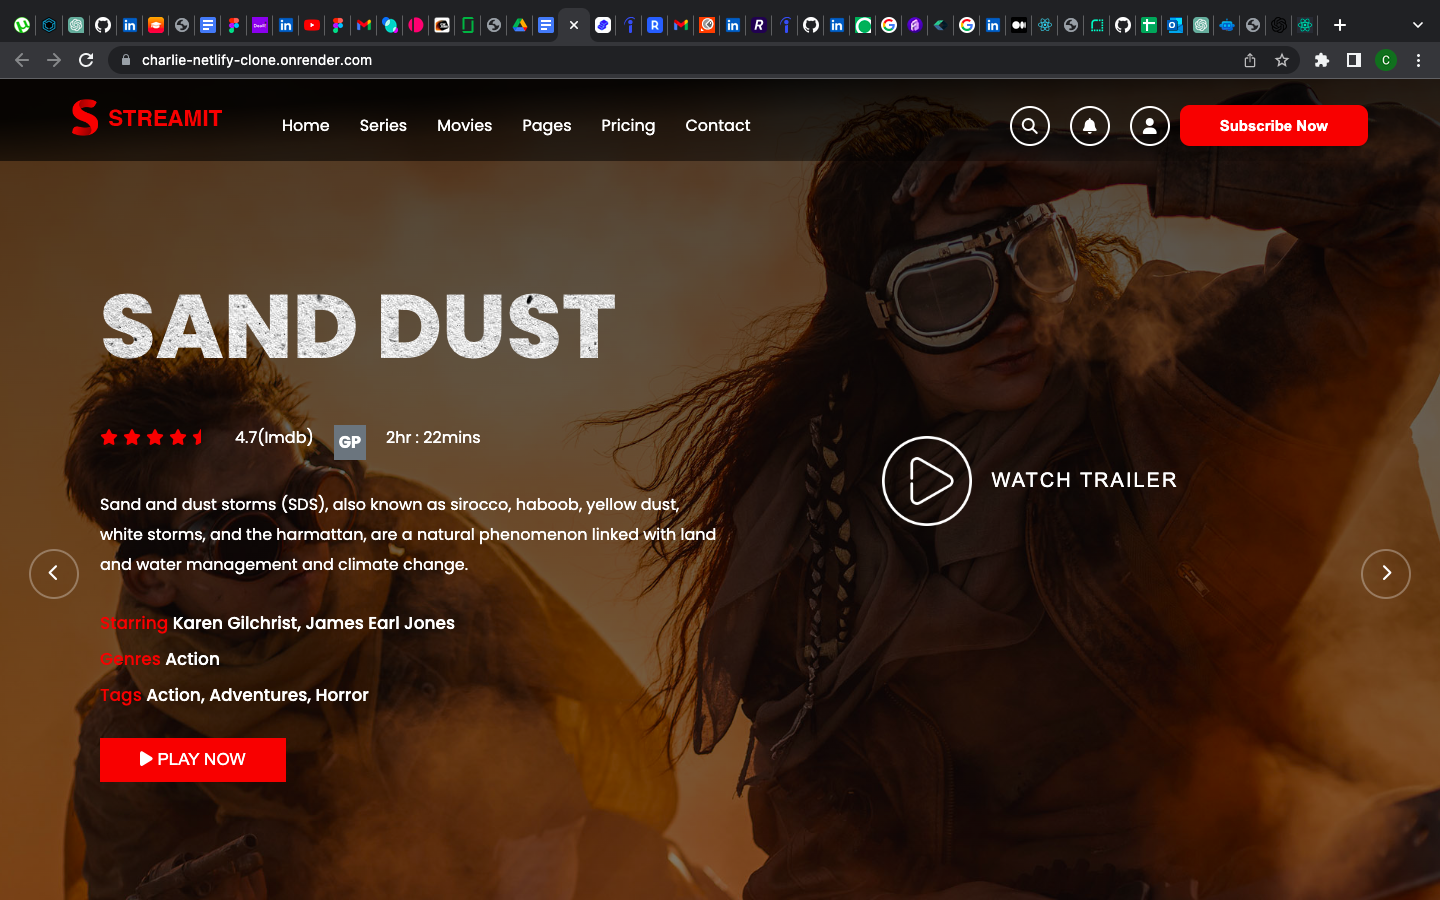 charlie-netlify-clone.onrender.com
C
STREAMIT
Home Series Movies Pages Pricing Contact
Subscribe Now
SAND DUST
4.7(Imdb) GP 2hr : 22mins
Sand and dust storms (SDS), also known as sirocco, haboob, yellow dust,
white storms, and the harmattan, are a natural phenomenon linked with land
and water management and climate change.
WATCH TRAILER
Starring Karen Gilchrist, James Earl Jones
Genres Action
Tags Action, Adventures, Horror
PLAY NOW